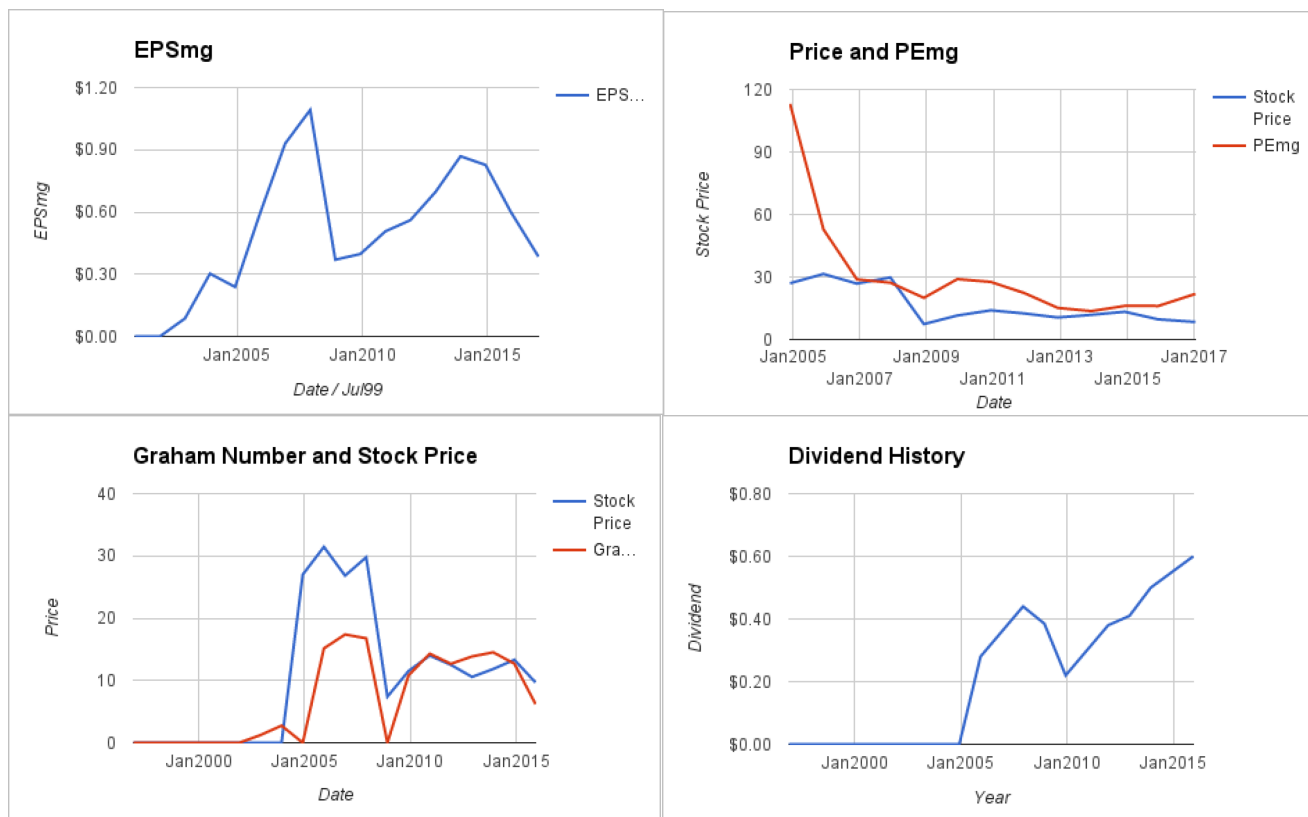 EPSmg
$1.20
$0.90
$0.60
$0.30
$0.00
EPSmg
Jan2005 Jan2010 Jan2015
Date / Jul99
EPS…
Price and PEmg
120
90
60
30
0
Stock Price
Jan2005 Jan2009 Jan2013 Jan2017
Jan2007 Jan2011 Jan2015
Date
Stock
Price
PEmg
Graham Number and Stock Price
40
30
20
10
0
Price
Jan2000 Jan2005 Jan2010 Jan2015
Date
Stock
Price
Gra…
Dividend History
$0.80
$0.60
$0.40
$0.20
$0.00
Dividend
Jan2000 Jan2005 Jan2010 Jan2015
Year